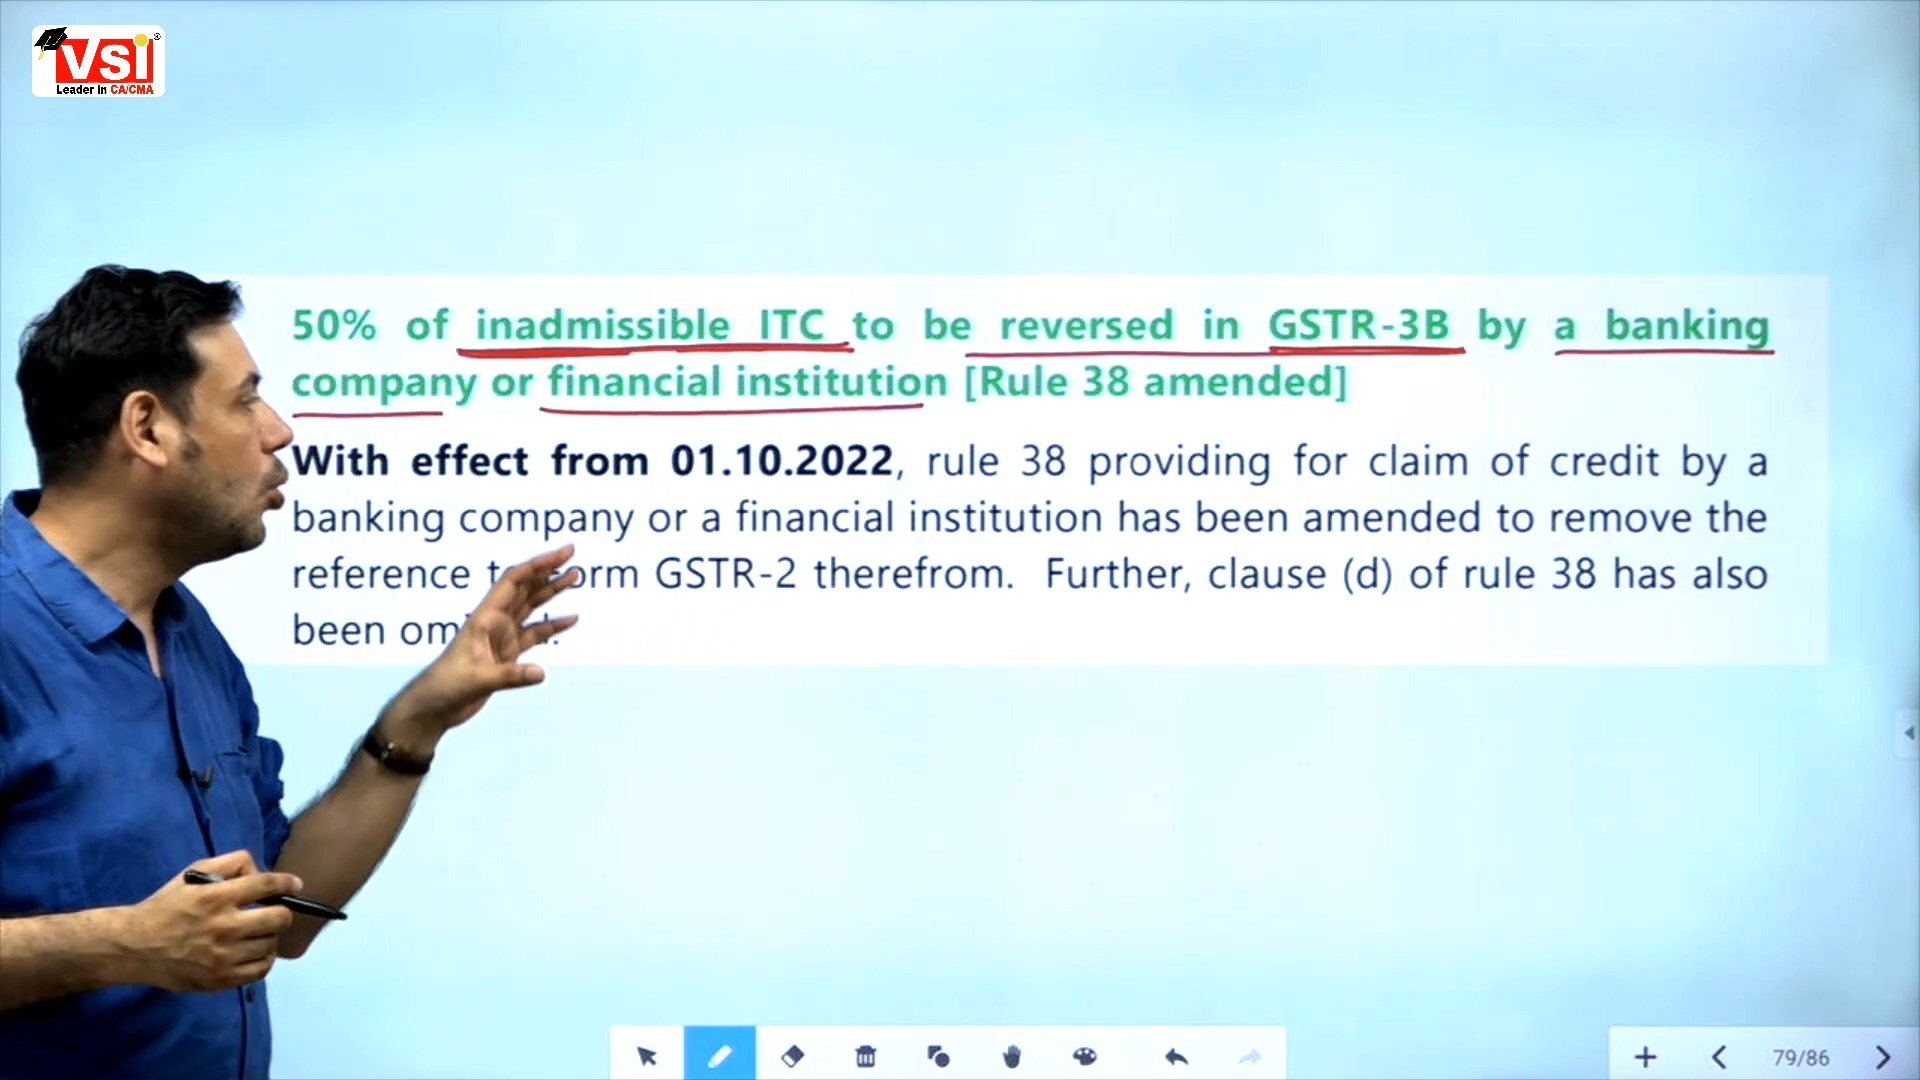 VSI
Leader in CA/CMA
50% of inadmissible ITC to be reversed in GSTR-3B by a banking
company or financial institution [Rule 38 amended]
With effect from 01.10.2022, rule 38 providing for claim of credit by a
banking company or a financial institution has been amended to remove the
reference GSTR-2 therefrom. Further, clause (d) of rule 38 has also
been
79/86